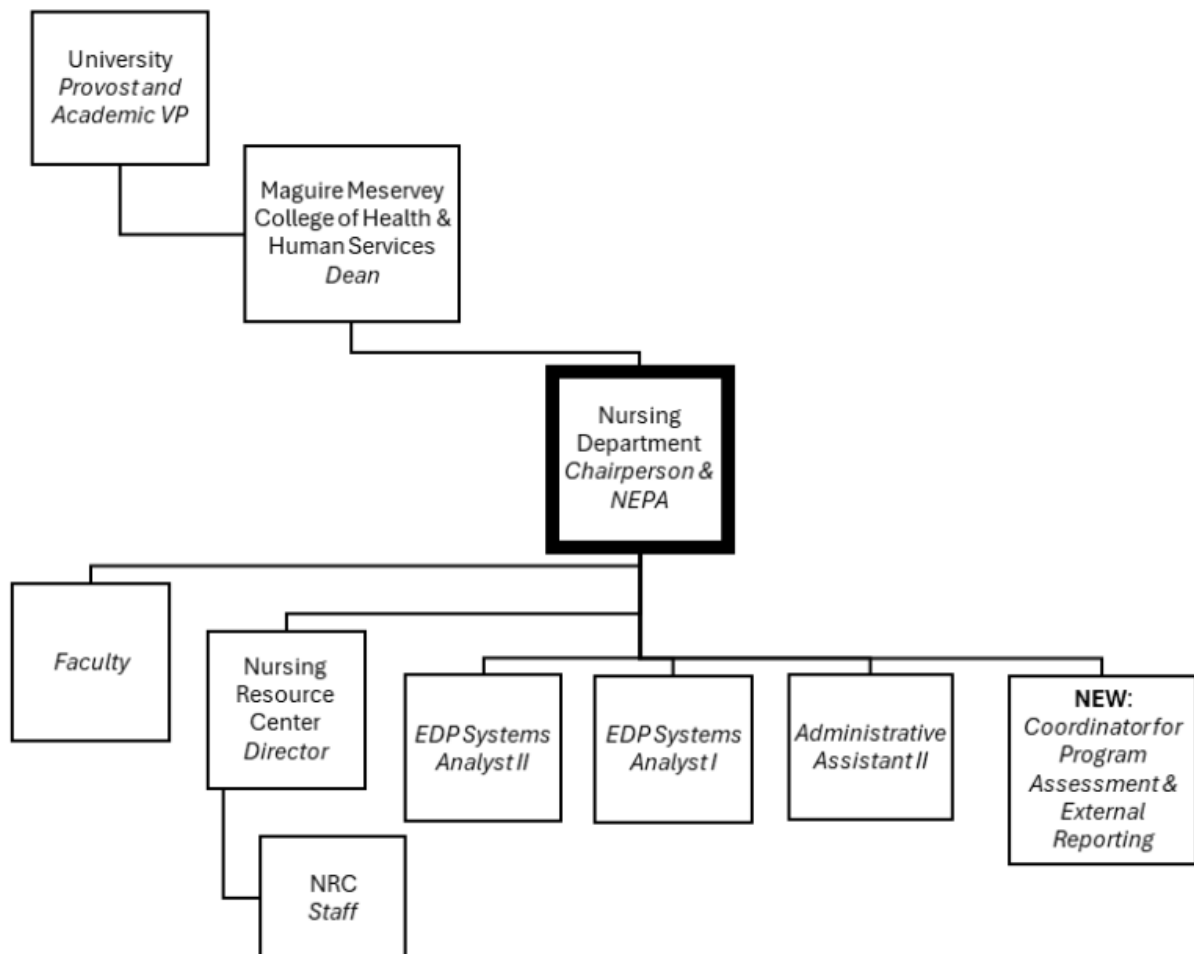 University
Provost and
Academic VP
Maguire Meservey
College of Health &
Human Services
Dean
Nursing
Department
Chairperson &
NEPA
Faculty
Nursing
Resource
Center
Director
EDP Systems
Analyst II
EDP Systems
Analyst I
Administrative
Assistant II
NEW:
Coordinator for
Program
Assessment &
External
Reporting
NRC
Staff